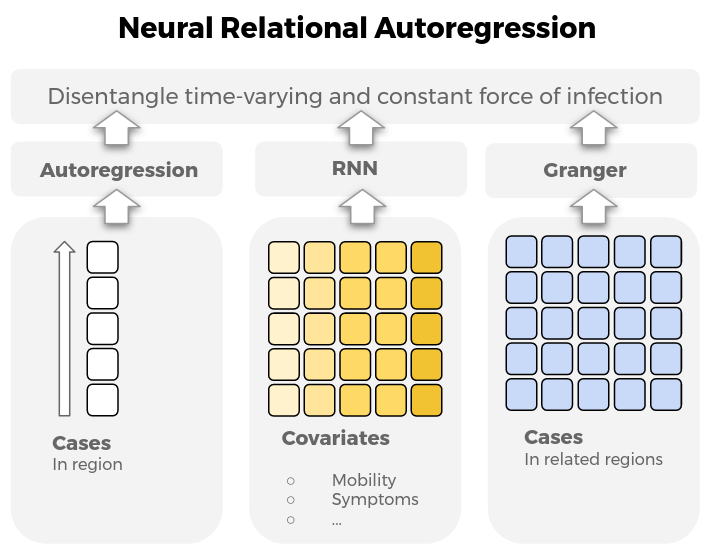 Neural Relational Autoregression
Disentangle time-varying and constant force of infection
Autoregression
RNN
Granger
Cases
In region
Covariates
○ Mobility
○ Symptoms
○ ...
Cases
In related regions